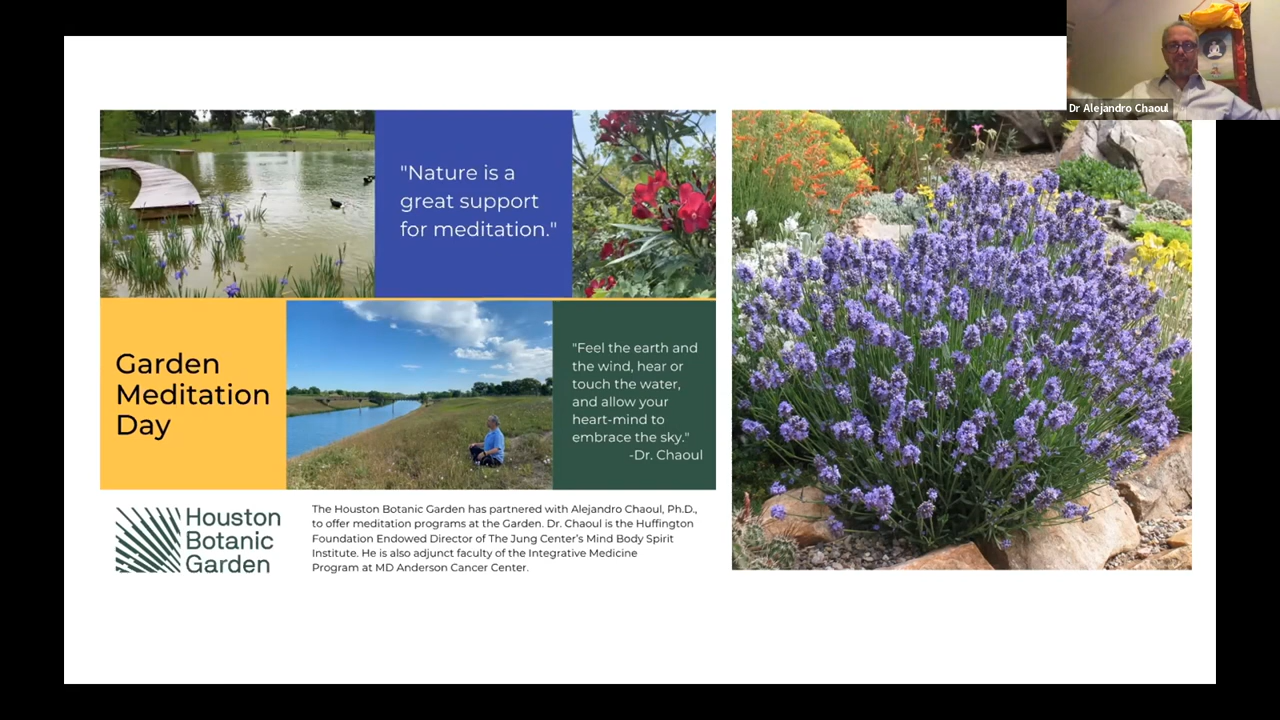 Dr Alejandro Chaoul
"Nature is a
great support
for meditation."
Garden
Meditation
Day
"Feel the earth and
the wind, hear or
touch the water,
and allow your
heart-mind to
embrace the sky."
-Dr. Chaoul
Houston
Botanic
Garden
The Houston Botanic Garden has partnered with Alejandro Chaoul, Ph.D.,
to offer meditation programs at the Garden. Dr. Chaoul is the Huffington
Foundation Endowed Director of The Jung Center's Mind Body Spirit
Institute. He is also adjunct faculty of the Integrative Medicine
Program at MD Anderson Cancer Center.